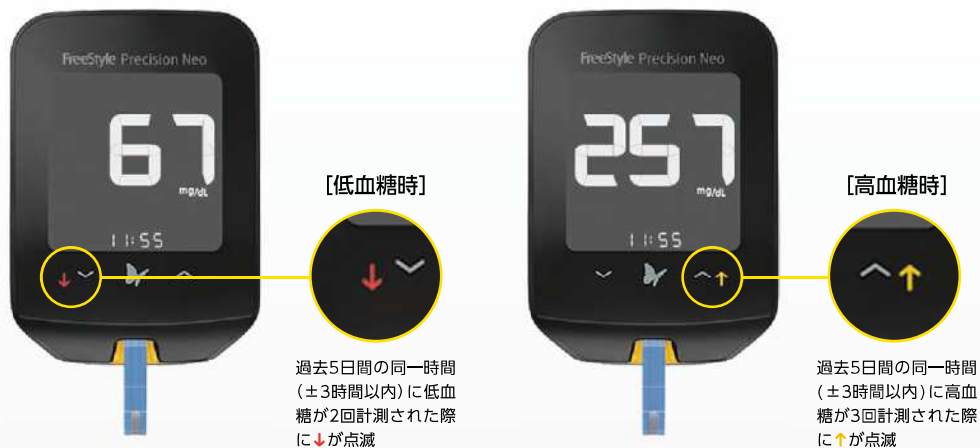 FreeStyle Precision Neo
67
mg/dL
11:55
[低血糖時]
過去5日間の同一時間
(±3時間以内)に低血
糖が2回計測された際
に↓が点滅
FreeStyle Precision Neo
257
mg/dL
11:55
[高血糖時]
過去5日間の同一時間
(±3時間以内)に高血
糖が3回計測された際
に↑が点滅